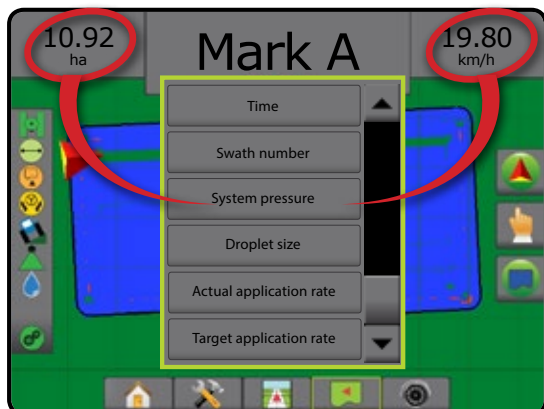 10.92
ha
Mark A
19.80
km/h
Time
Swath number
System pressure
Droplet size
Actual application rate
Target application rate